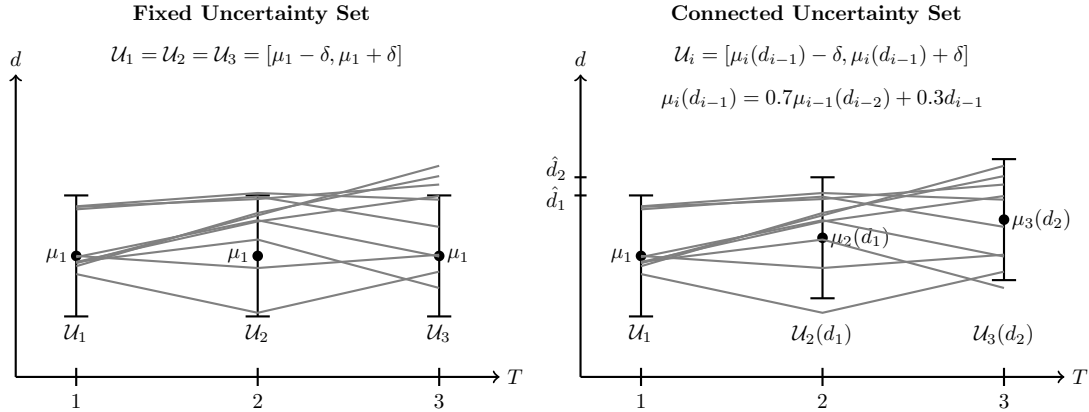 Fixed Uncertainty Set
𝒰₁ = 𝒰₂ = 𝒰₃ = [μ₁ − δ, μ₁ + δ]
d
μ₁
μ₁
μ₁
𝒰₁
𝒰₂
𝒰₃
T
1
2
3
Connected Uncertainty Set
𝒰ᵢ = [μᵢ(dᵢ₋₁) − δ, μᵢ(dᵢ₋₁) + δ]
d
μᵢ(dᵢ₋₁) = 0.7μᵢ₋₁(dᵢ₋₂) + 0.3dᵢ₋₁
d̂₂
d̂₁
μ₃(d₂)
μ₂(d₁)
μ₁
𝒰₁
𝒰₂(d₁)
𝒰₃(d₂)
T
1
2
3